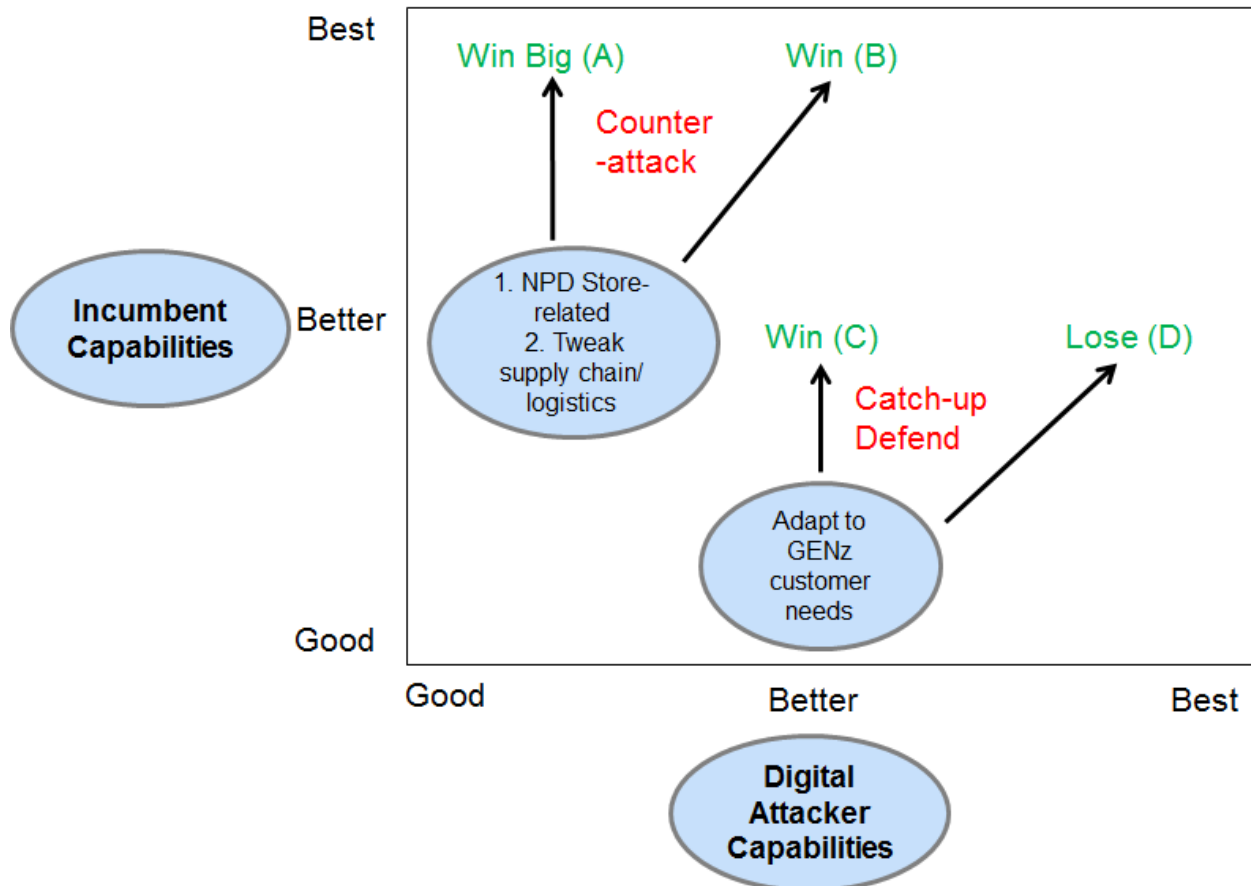 Best
Win Big (A)
Win (B)
Counter
-attack
Incumbent
Capabilities
Better
1. NPD Store-
related
2. Tweak
supply chain/
logistics
Win (C)
Lose (D)
Catch-up
Defend
Adapt to
GENz
customer
needs
Good
Good
Better
Best
Digital
Attacker
Capabilities